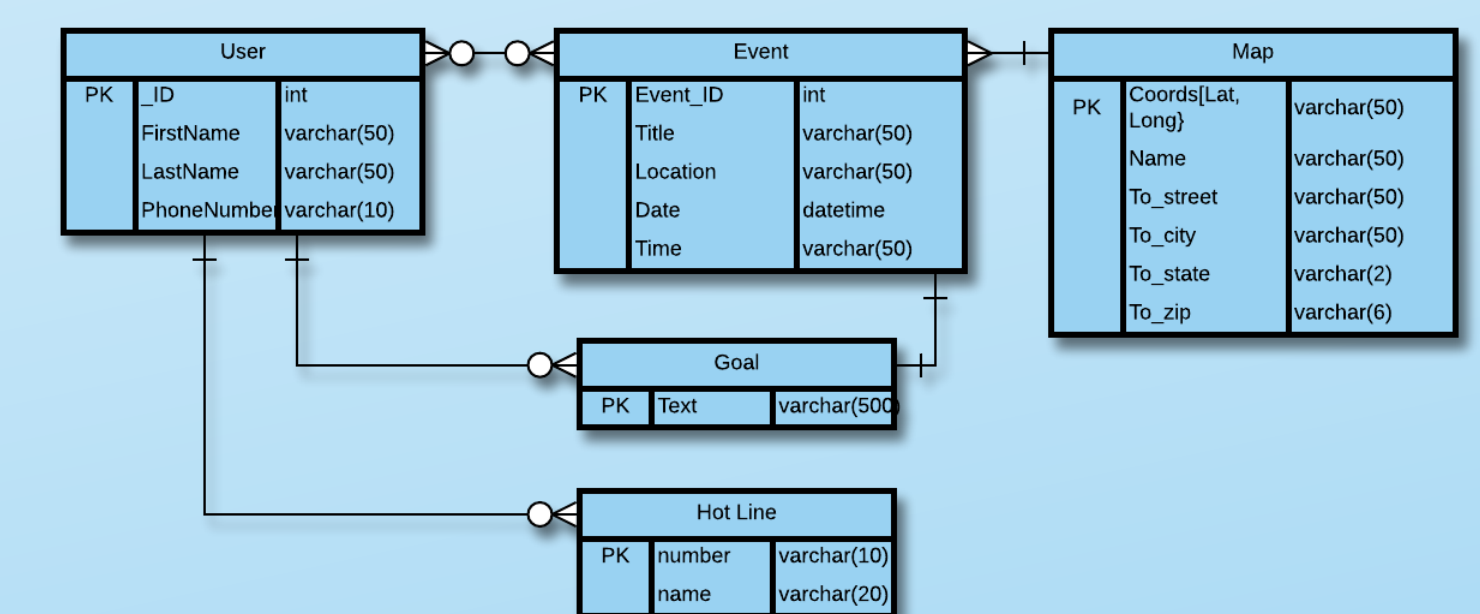 User
PK _ID int
FirstName varchar(50)
LastName varchar(50)
PhoneNumber varchar(10)
Event
PK Event_ID int
Title varchar(50)
Location varchar(50)
Date datetime
Time varchar(50)
Map
PK Coords[Lat,
Long} varchar(50)
Name varchar(50)
To_street varchar(50)
To_city varchar(50)
To_state varchar(2)
To_zip varchar(6)
Goal
PK Text varchar(500)
Hot Line
PK number varchar(10)
name varchar(20)